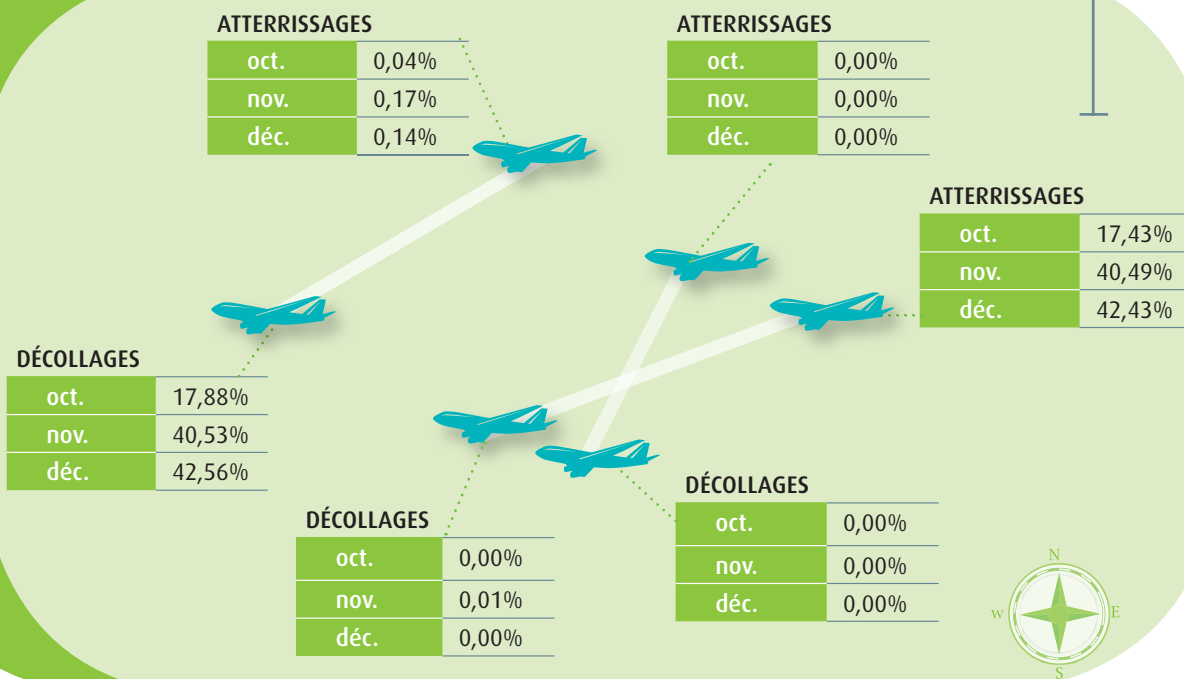 ATTERRISSAGES
oct. 0,04%
nov. 0,17%
déc. 0,14%
ATTERRISSAGES
oct. 0,00%
nov. 0,00%
déc. 0,00%
ATTERRISSAGES
oct. 17,43%
nov. 40,49%
déc. 42,43%
DÉCOLLAGES
oct. 17,88%
nov. 40,53%
déc. 42,56%
DÉCOLLAGES
oct. 0,00%
nov. 0,01%
déc. 0,00%
DÉCOLLAGES
oct. 0,00%
nov. 0,00%
déc. 0,00%
N
W E
S